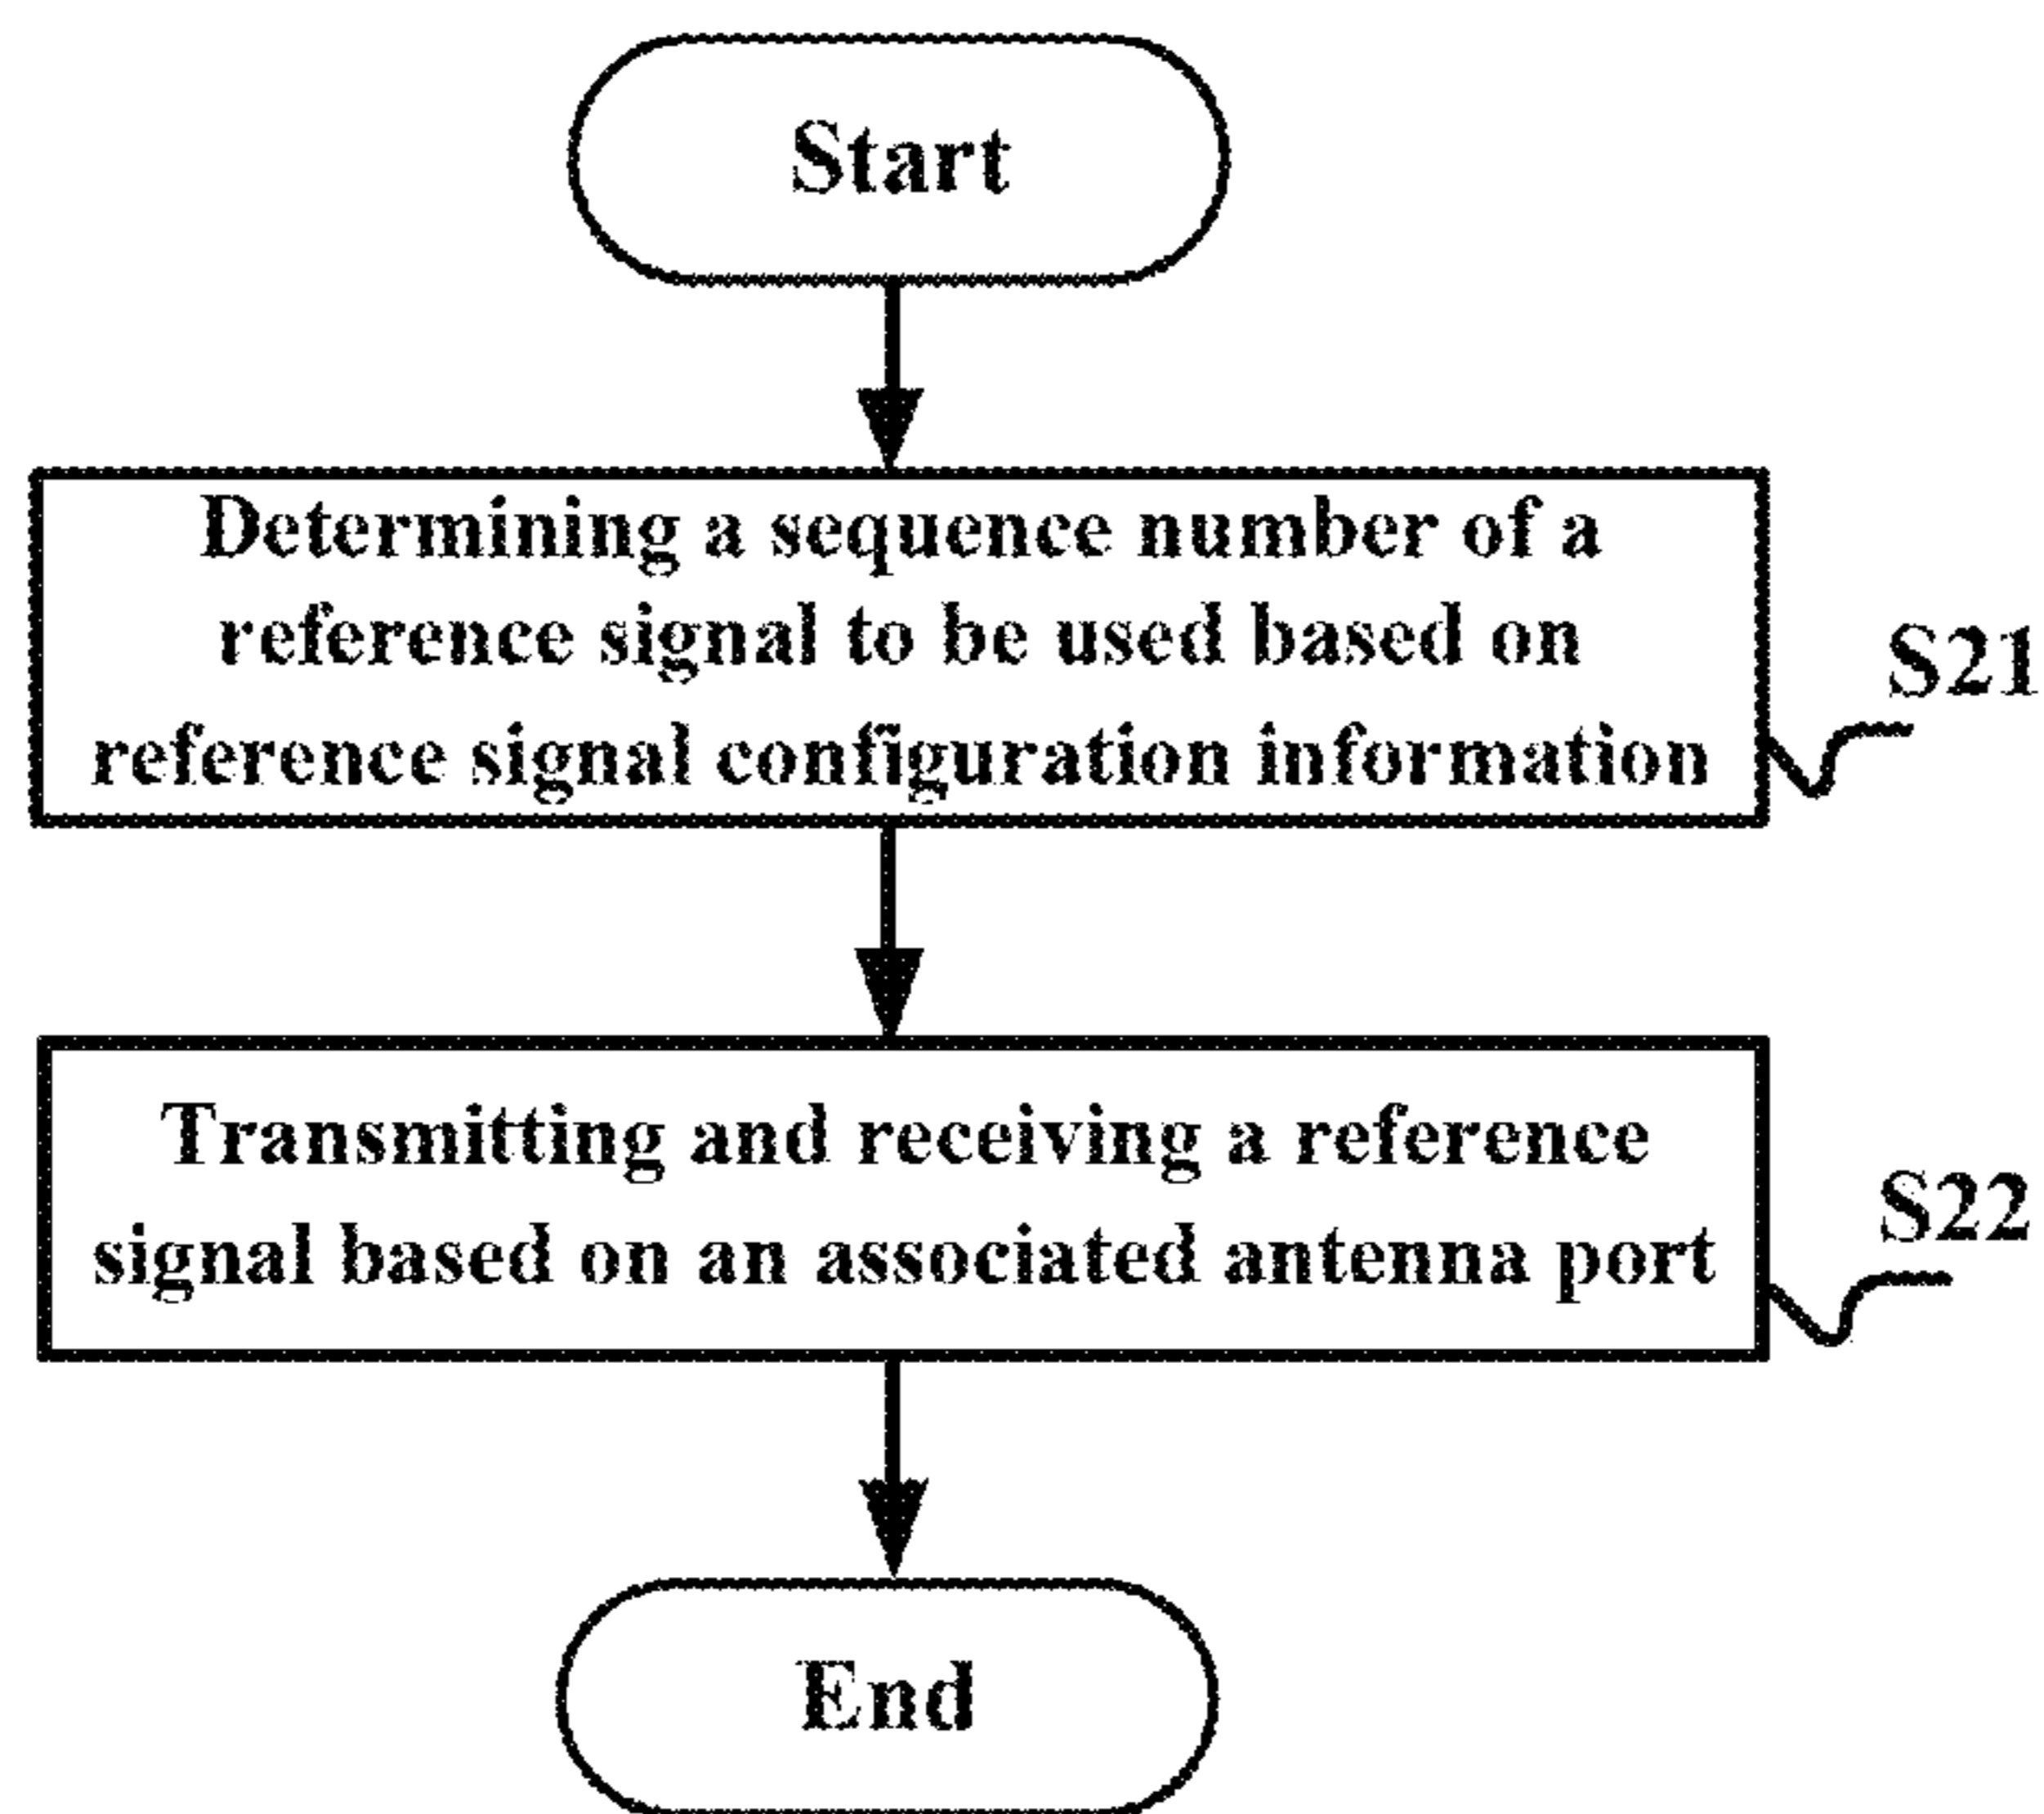 Start
Determining a sequence number of a
reference signal to be used based on
reference signal configuration information
S21
Transmitting and receiving a reference
signal based on an associated antenna port
S22
End